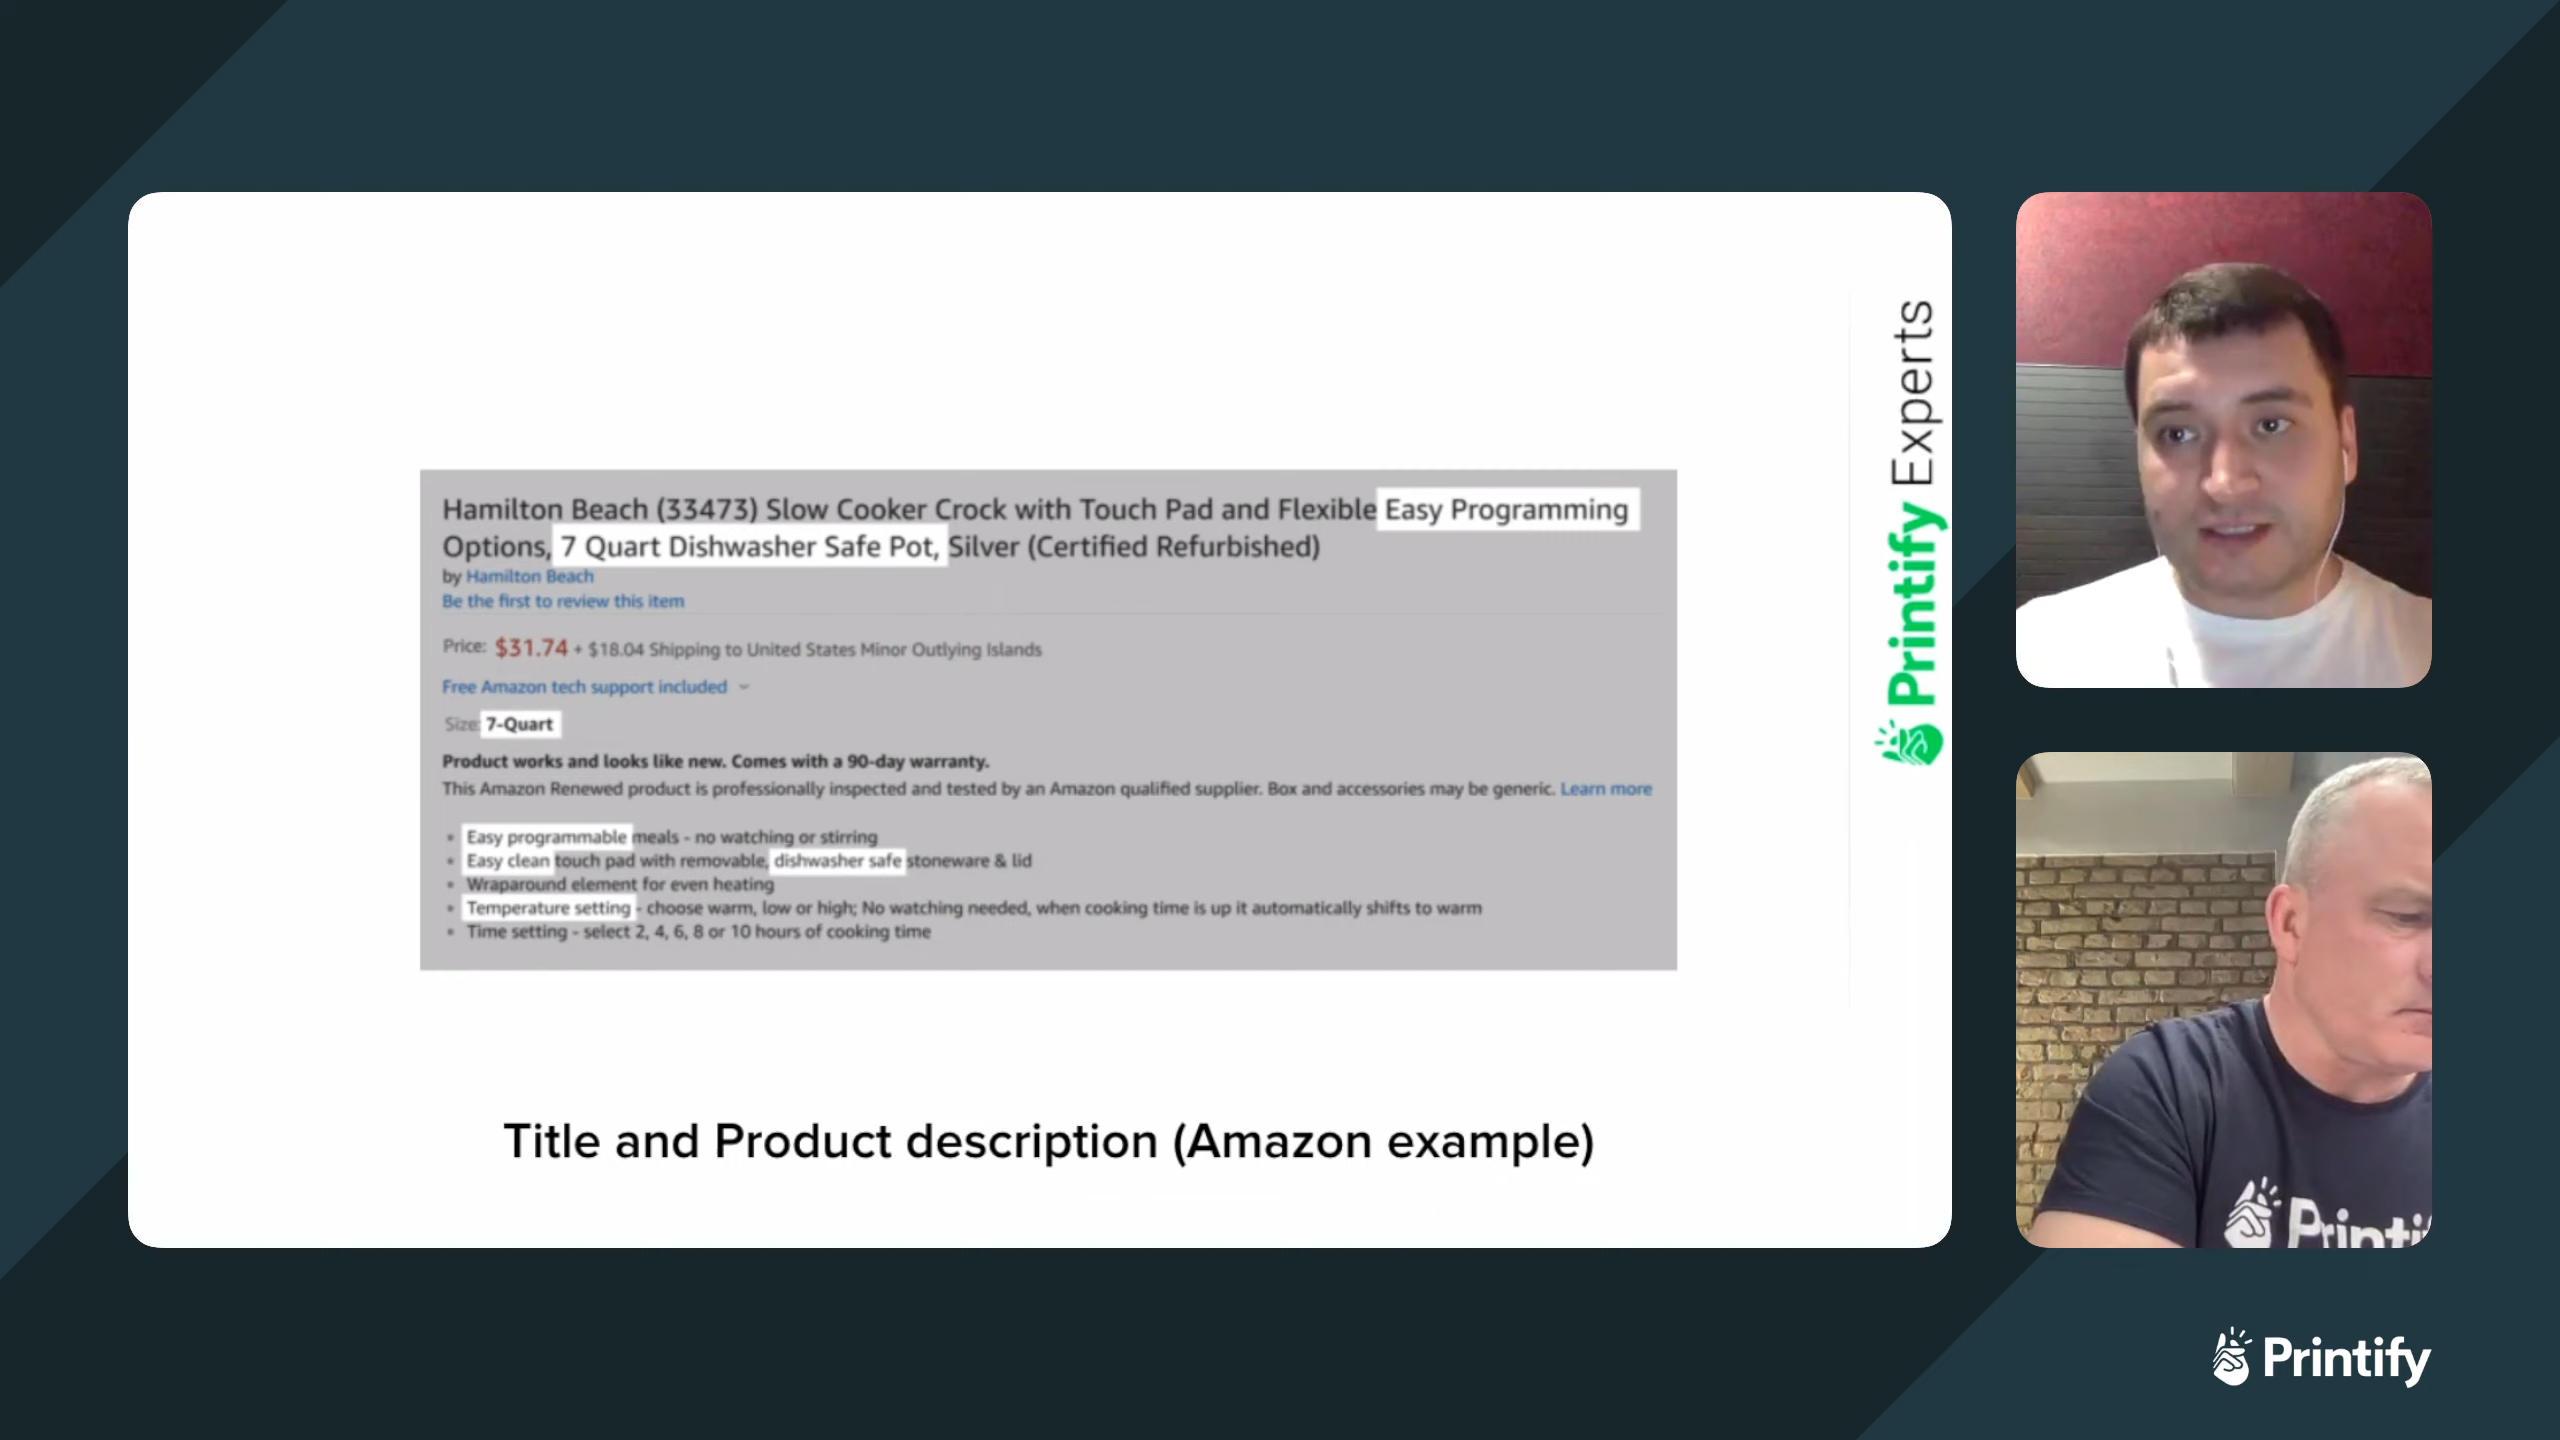 Hamilton Beach (33473) Slow Cooker Crock with Touch Pad and Flexible Easy Programming
Options, 7 Quart Dishwasher Safe Pot, Silver (Certified Refurbished)
by Hamilton Beach
Be the first to review this item
Price: $31.74 + $18.04 Shipping to United States Minor Outlying Islands
Free Amazon tech support included
Size: 7-Quart
Product works and looks like new. Comes with a 90-day warranty.
This Amazon Renewed product is professionally inspected and tested by an Amazon qualified supplier. Box and accessories may be generic. Learn more
• Easy programmable meals - no watching or stirring
• Easy clean touch pad with removable, dishwasher safe stoneware & lid
• Wraparound element for even heating
• Temperature setting - choose warm, low or high; No watching needed, when cooking time is up it automatically shifts to warm
• Time setting - select 2, 4, 6, 8 or 10 hours of cooking time
Title and Product description (Amazon example)
Printify Experts
Printi
Printify